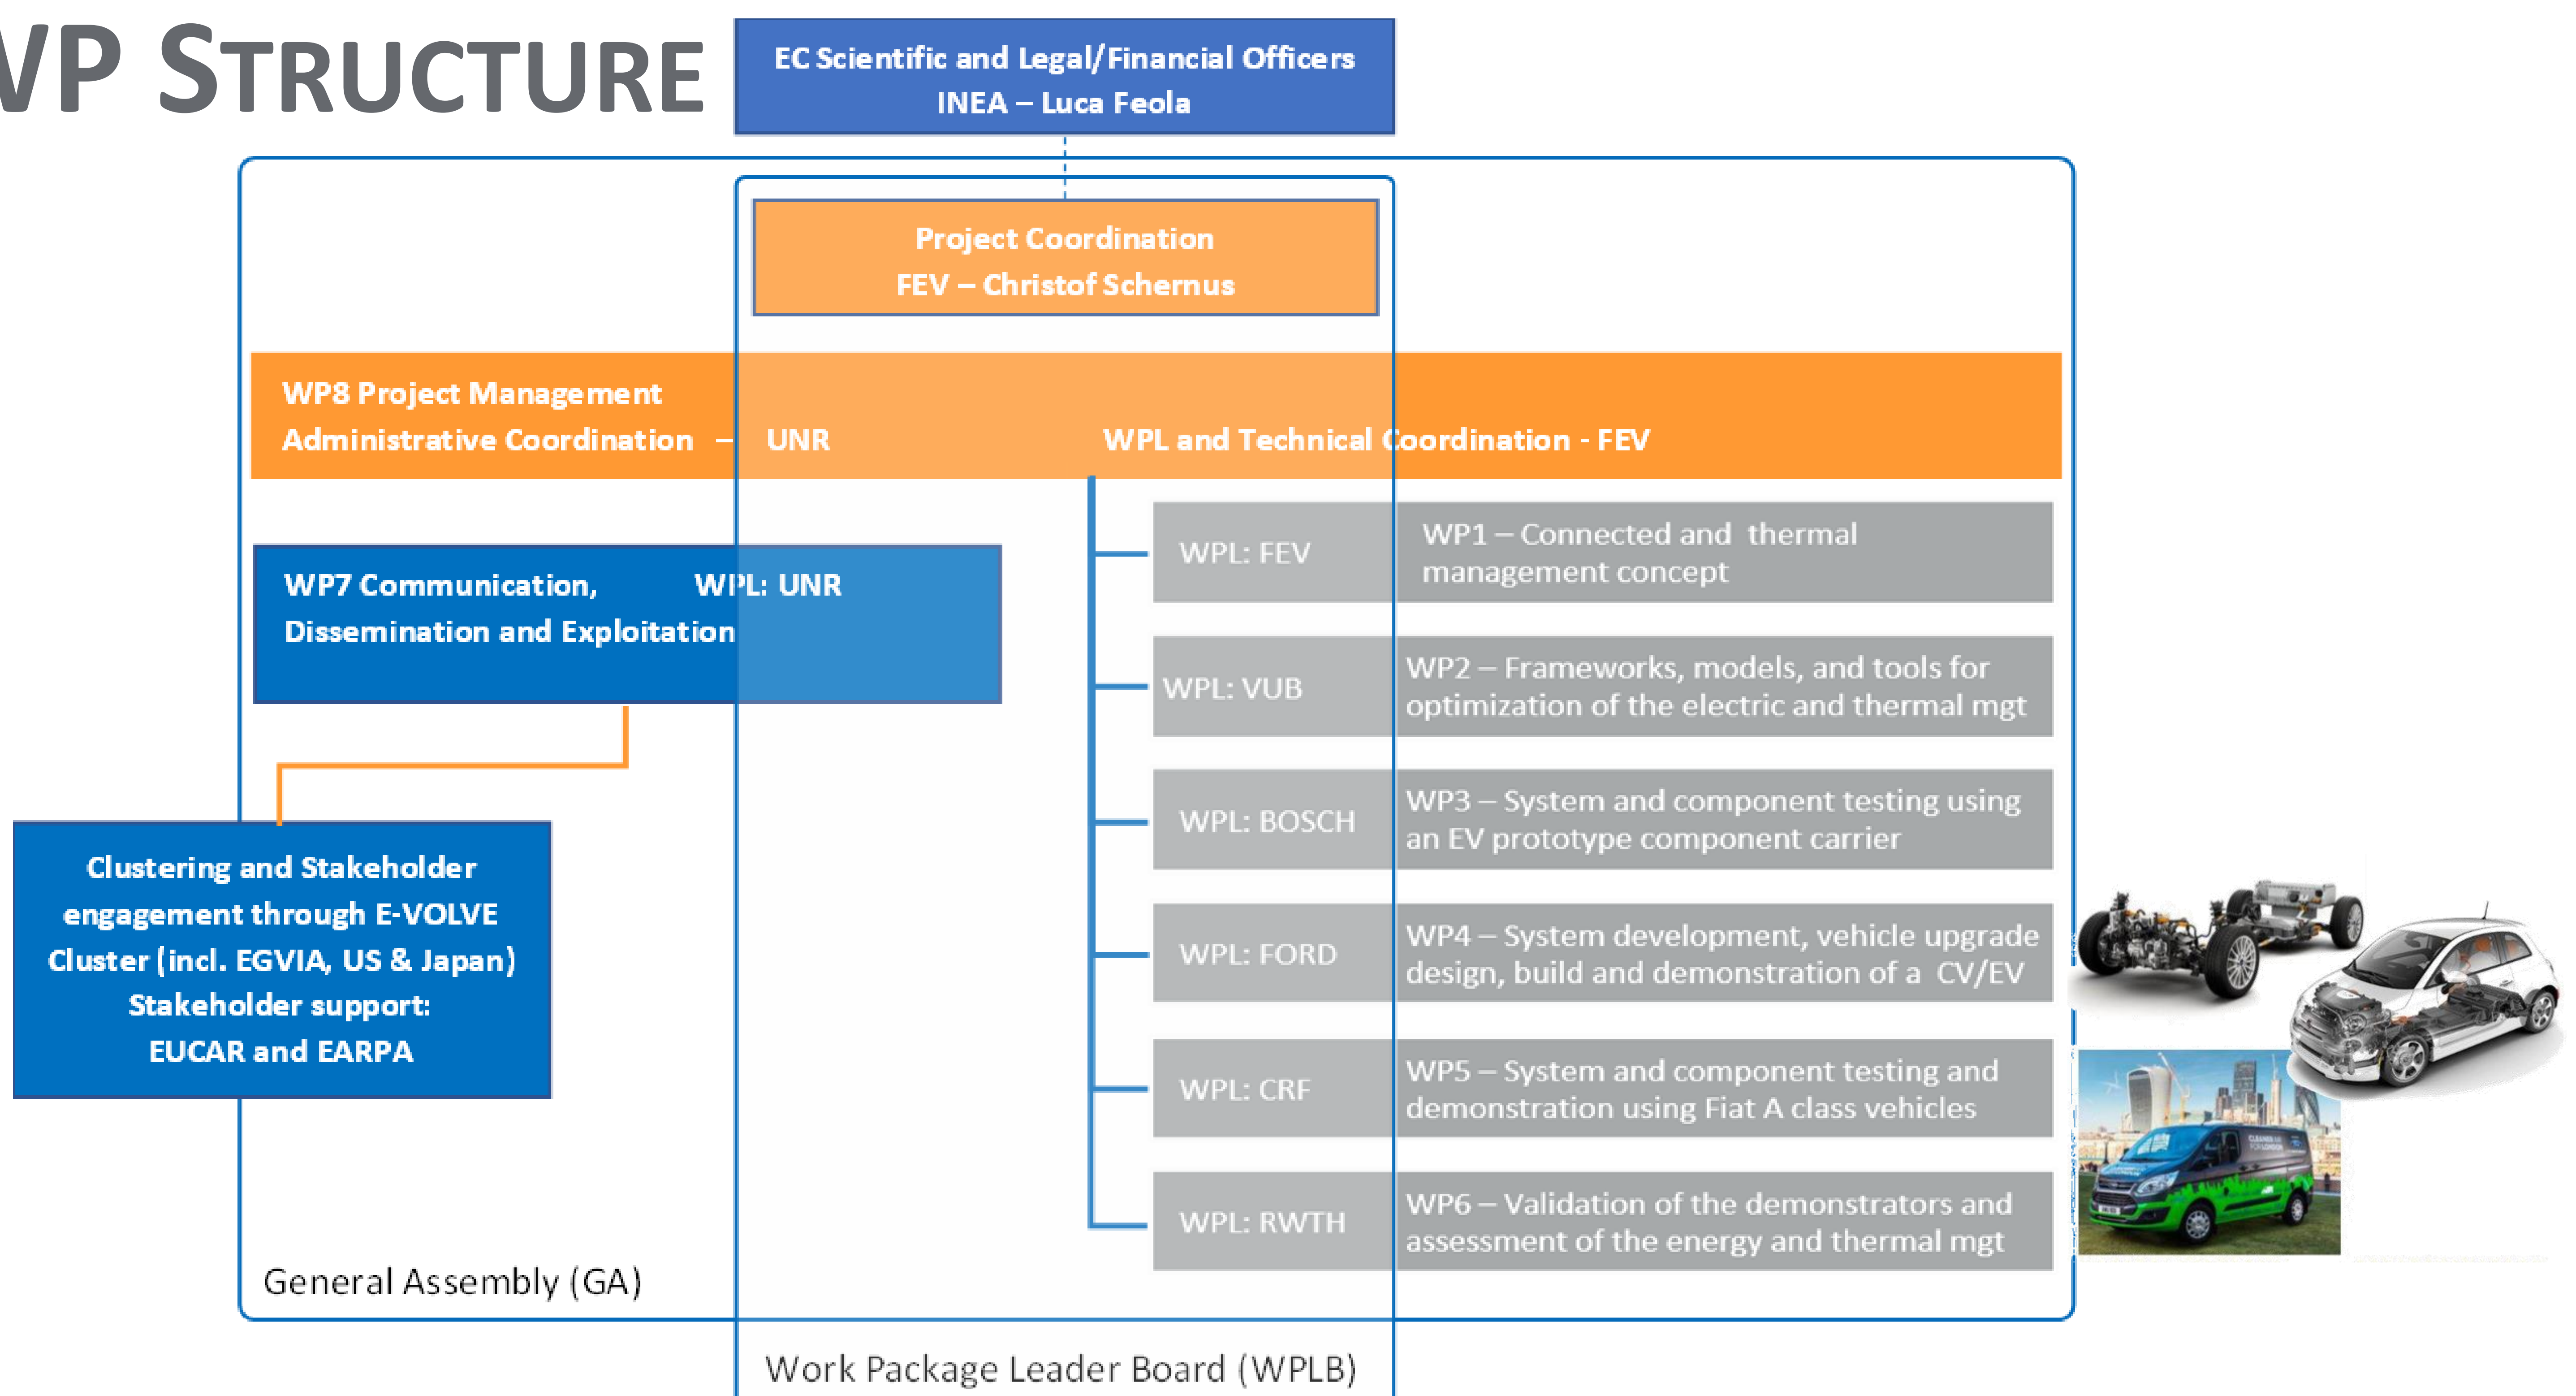 WP STRUCTURE
EC Scientific and Legal/Financial Officers
INEA – Luca Feola
Project Coordination
FEV – Christof Schernus
WP8 Project Management
Administrative Coordination – UNR WPL and Technical Coordination - FEV
WP7 Communication, WPL: UNR
Dissemination and Exploitation
Clustering and Stakeholder
engagement through E-VOLVE
Cluster (incl. EGVIA, US & Japan)
Stakeholder support:
EUCAR and EARPA
WPL: FEV
WP1 – Connected and thermal
management concept
WPL: VUB
WP2 – Frameworks, models, and tools for
optimization of the electric and thermal mgt
WPL: BOSCH
WP3 – System and component testing using
an EV prototype component carrier
WPL: FORD
WP4 – System development, vehicle upgrade
design, build and demonstration of a CV/EV
WPL: CRF
WP5 – System and component testing and
demonstration using Fiat A class vehicles
WPL: RWTH
WP6 – Validation of the demonstrators and
assessment of the energy and thermal mgt
CLEANER AIR
FOR LONDON
General Assembly (GA)
Work Package Leader Board (WPLB)